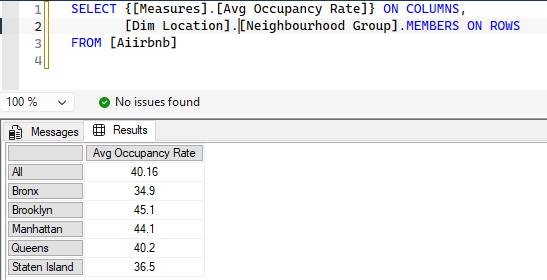 1 SELECT {[Measures].[Avg Occupancy Rate]} ON COLUMNS,
2 [Dim Location].[Neighbourhood Group].MEMBERS ON ROWS
3 FROM [Aiirbnb]
4
100 % No issues found
Messages Results
Avg Occupancy Rate
All 40.16
Bronx 34.9
Brooklyn 45.1
Manhattan 44.1
Queens 40.2
Staten Island 36.5